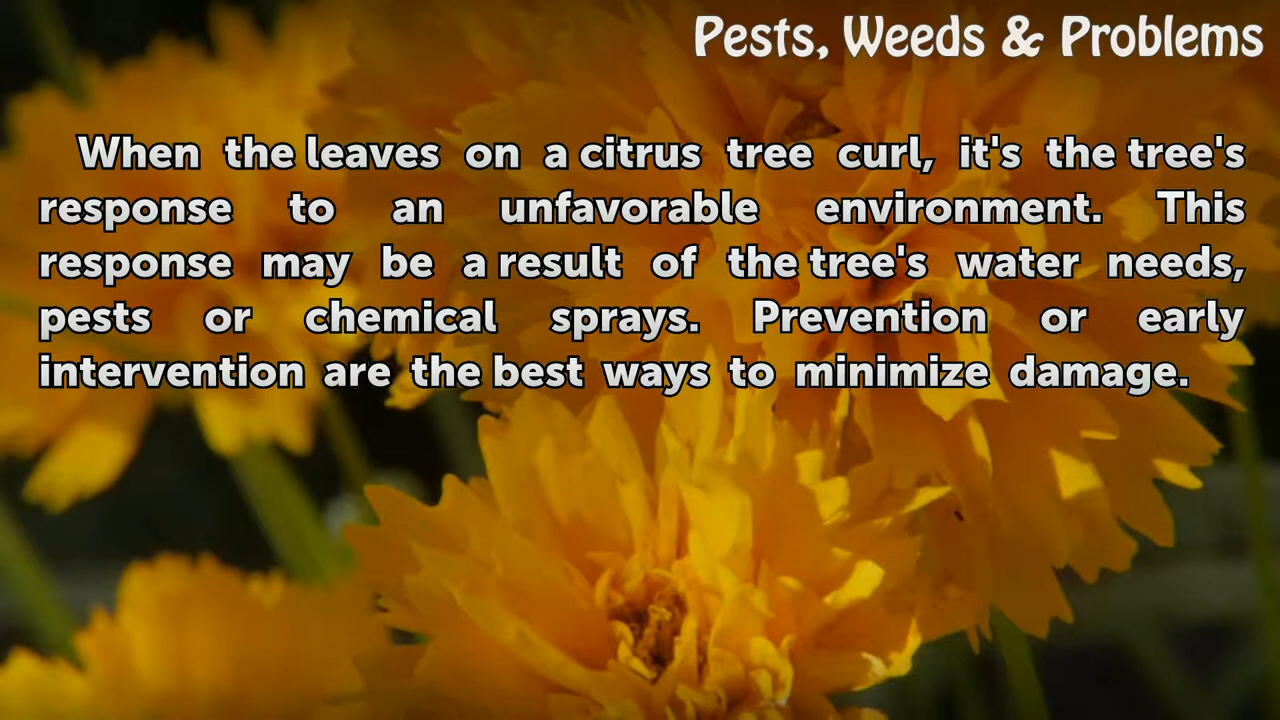 Pests, Weeds & Problems
When the leaves on a citrus tree curl, it's the tree's
response to an unfavorable environment. This
response may be a result of the tree's water needs,
pests or chemical sprays. Prevention or early
intervention are the best ways to minimize damage.